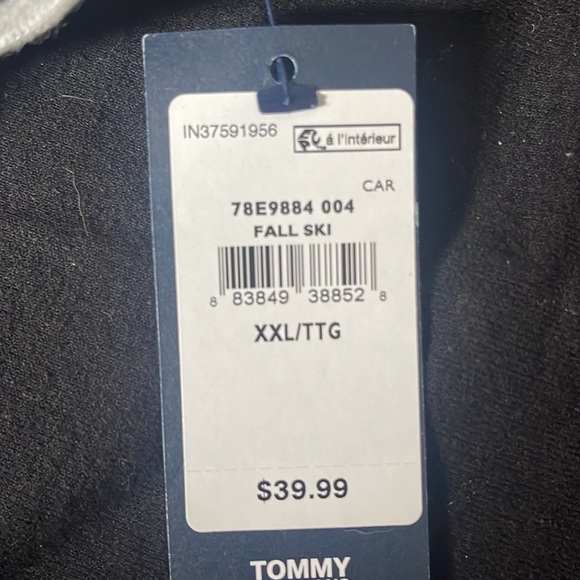 IN37591956
á l'intérieur
CAR
78E9884 004
FALL SKI
8 83849 38852 8
XXL/TTG
$39.99
TOMMY